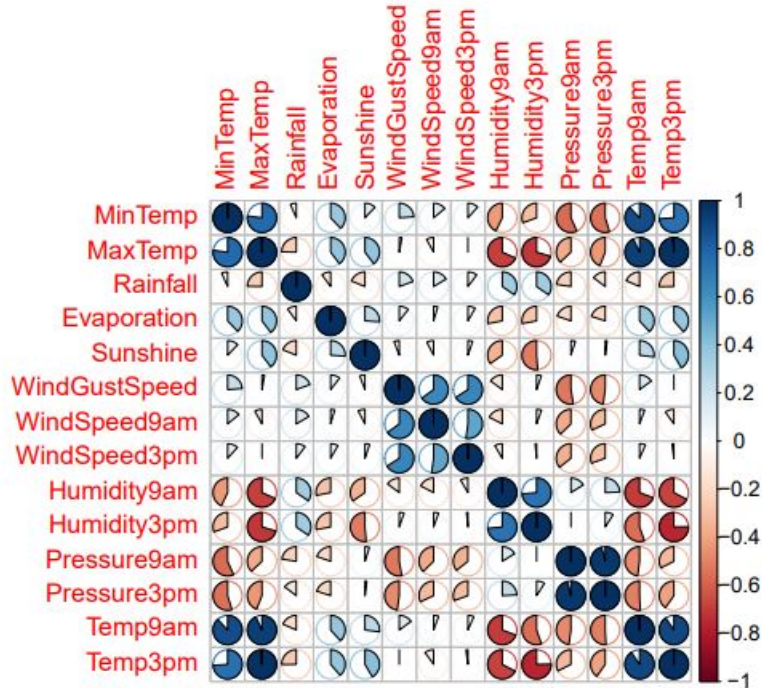 MinTemp
MaxTemp
Rainfall
Evaporation
Sunshine
WindGustSpeed
WindSpeed9am
WindSpeed3pm
Humidity9am
Humidity3pm
Pressure9am
Pressure3pm
Temp9am
Temp3pm
MinTemp
MaxTemp
Rainfall
Evaporation
Sunshine
WindGustSpeed
WindSpeed9am
WindSpeed3pm
Humidity9am
Humidity3pm
Pressure9am
Pressure3pm
Temp9am
Temp3pm
1
0.8
0.6
0.4
0.2
0
−0.2
−0.4
−0.6
−0.8
−1